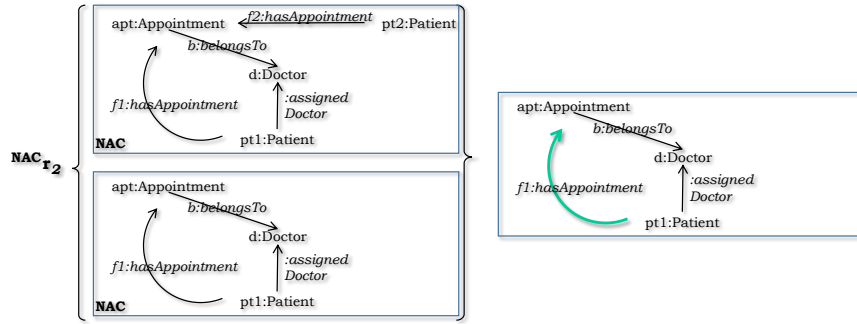 f2:hasAppointment
apt:Appointment
pt2:Patient
b:belongsTo
d:Doctor
f1:hasAppointment
:assigned
Doctor
pt1:Patient
NAC
NAC r2
apt:Appointment
b:belongsTo
d:Doctor
f1:hasAppointment
:assigned
Doctor
pt1:Patient
NAC
apt:Appointment
b:belongsTo
d:Doctor
f1:hasAppointment
:assigned
Doctor
pt1:Patient